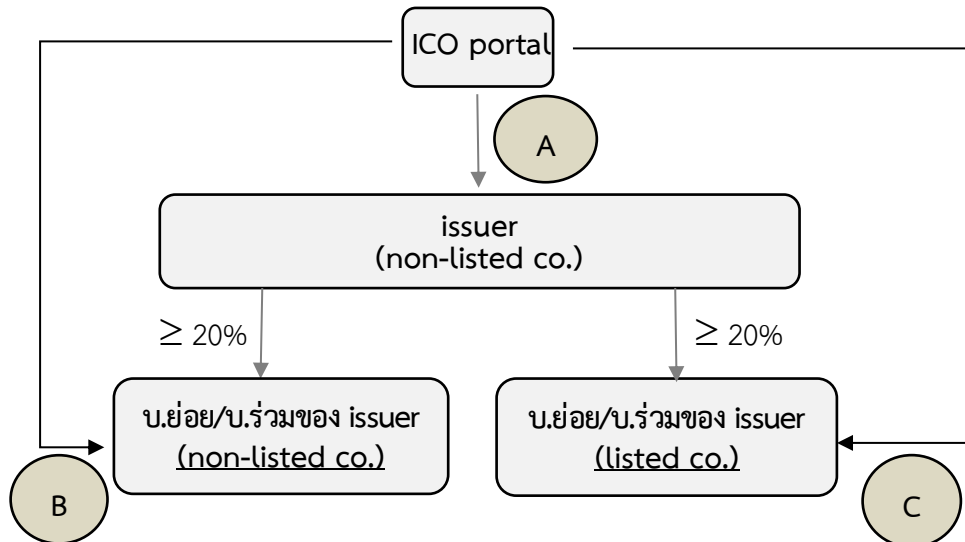 ICO portal
A
issuer
(non-listed co.)
≥ 20%
≥ 20%
บ.ย่อย/บ.ร่วมของ issuer
(non-listed co.)
บ.ย่อย/บ.ร่วมของ issuer
(listed co.)
B
C